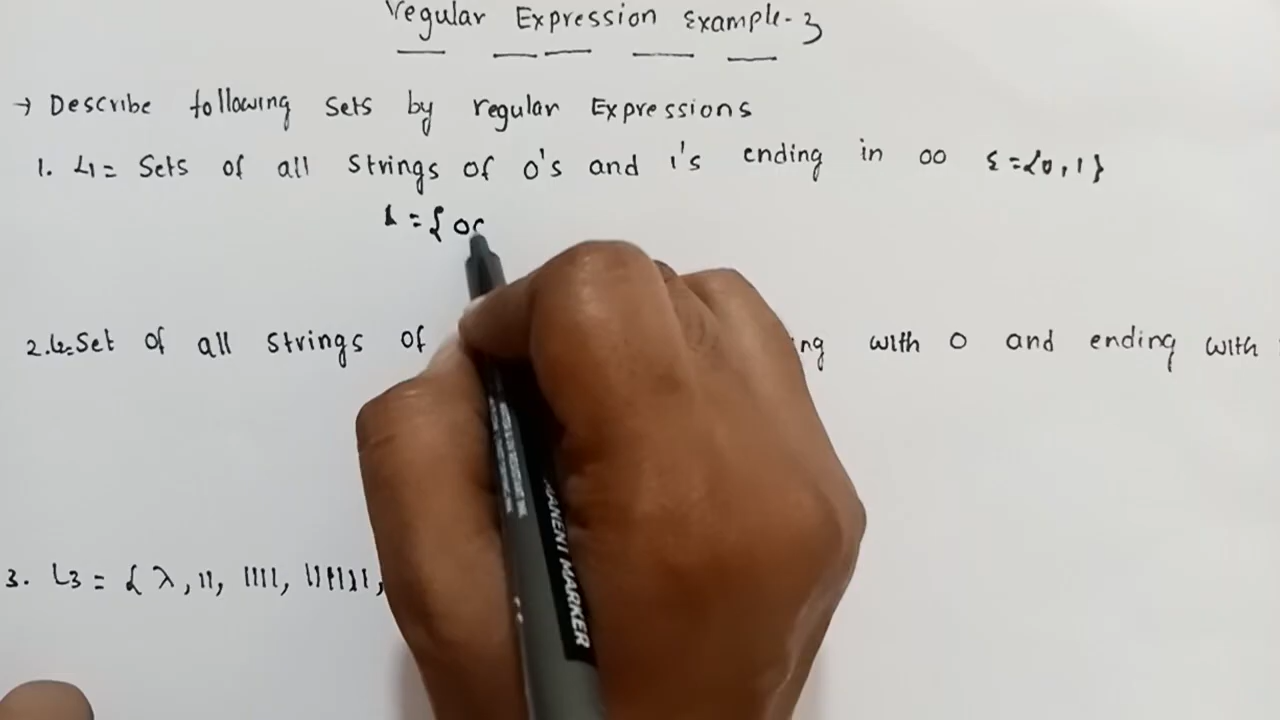 Regular Expression Example-3
→ Describe following sets by regular Expressions
1. L1= Sets of all strings of 0's and 1's ending in 00 Σ={0,1}
L={00
2.L2=Set of all strings of with 0 and ending with
3. L3 = {λ,11, 1111, 111111,
MARKER